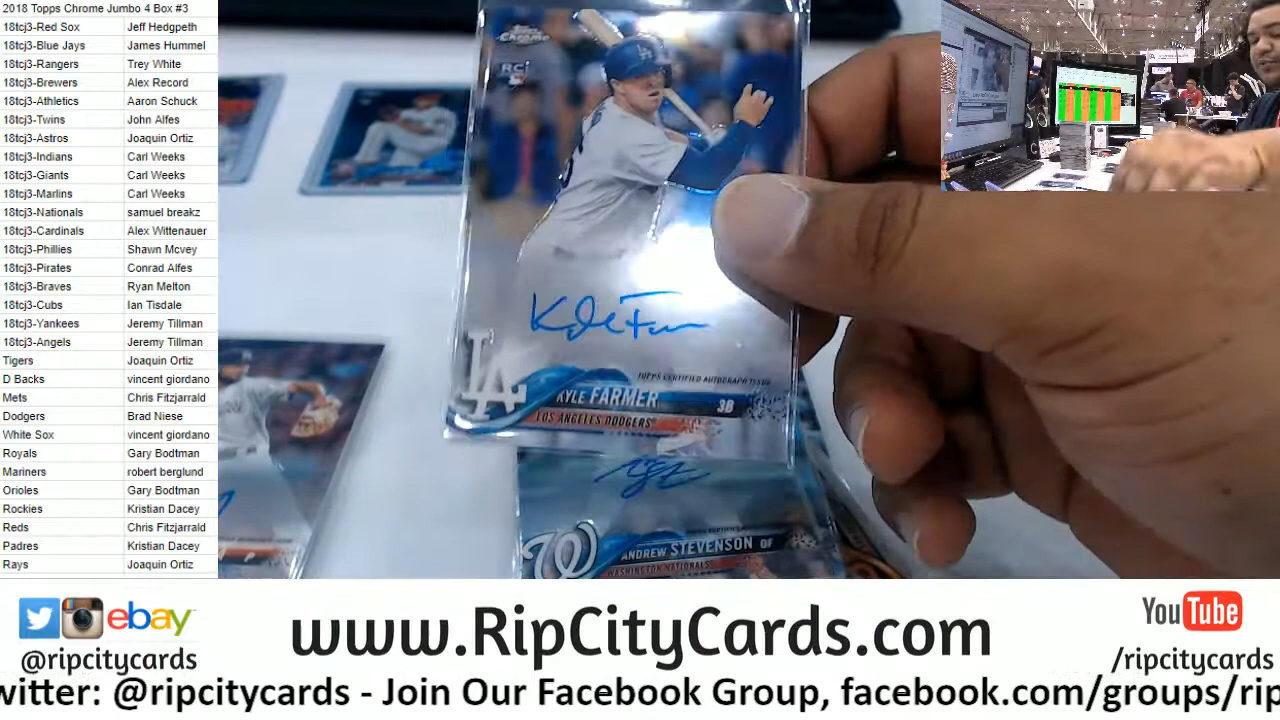 2018 Topps Chrome Jumbo 4 Box #3
18tcj3-Red Sox Jeff Hedgpeth
18tcj3-Blue Jays James Hummel
18tcj3-Rangers Trey White
18tcj3-Brewers Alex Record
18tcj3-Athletics Aaron Schuck
18tcj3-Twins John Alfes
18tcj3-Astros Joaquin Ortiz
18tcj3-Indians Carl Weeks
18tcj3-Giants Carl Weeks
18tcj3-Marlins Carl Weeks
18tcj3-Nationals samuel breakz
18tcj3-Cardinals Alex Wittenauer
18tcj3-Phillies Shawn Mcvey
18tcj3-Pirates Conrad Alfes
18tcj3-Braves Ryan Melton
18tcj3-Cubs Ian Tisdale
18tcj3-Yankees Jeremy Tillman
18tcj3-Angels Jeremy Tillman
Tigers Joaquin Ortiz
D Backs vincent giordano
Mets Chris Fitzjarrald
Dodgers Brad Niese
White Sox vincent giordano
Royals Gary Bodtman
Mariners robert berglund
Orioles Gary Bodtman
Rockies Kristian Dacey
Reds Chris Fitzjarrald
Padres Kristian Dacey
Rays Joaquin Ortiz
Topps Chrome
RC
LA
TOPPS CERTIFIED AUTOGRAPH ISSUE
KYLE FARMER 3B
LOS ANGELES DODGERS
W
ANDREW STEVENSON OF
WASHINGTON NATIONALS
ebay
@ripcitycards
www.RipCityCards.com
YouTube
/ripcitycards
witter: @ripcitycards - Join Our Facebook Group, facebook.com/groups/rip